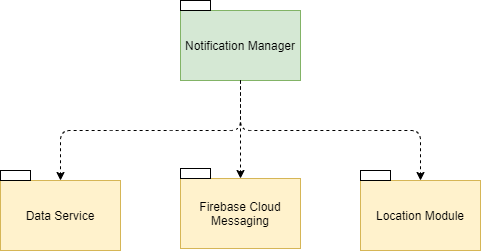 Notification Manager
Data Service
Firebase Cloud
Messaging
Location Module